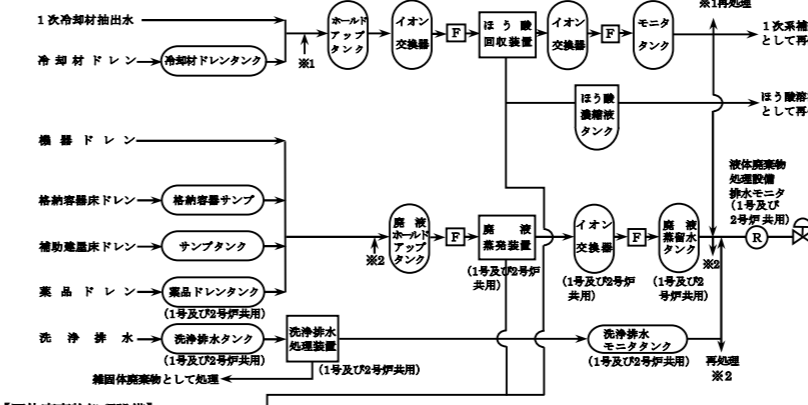 ※1再処理
1次冷却材抽出水
ホールド
アップ
タンク
イオン
交換器
F
ほう酸
回収装置
イオン
交換器
F
モニタ
タンク
1次系補
として再
※1
冷却材ドレン
冷却材ドレンタンク
ほう酸
濃縮液
タンク
ほう酸溶
として再
機器ドレン
液体廃棄物
処理設備
排水モニタ
(1号及び
2号炉共用)
格納容器床ドレン
格納容器サンプ
補助建屋床ドレン
サンプタンク
※2
廃液
ホールド
アップ
タンク
F
廃液
蒸発装置
(1号及び2号炉
共用)
イオン
交換器
(1号及び2号炉
共用)
F
廃液
蒸留水
タンク
(1号及び
2号炉共用)
※2
R
薬品ドレン
薬品ドレンタンク
(1号及び2号炉共用)
洗浄排水
洗浄排水タンク
(1号及び2号炉共用)
洗浄排水
処理装置
(1号及び2号炉共用)
洗浄排水
モニタタンク
(1号及び2号炉共用)
再処理
※2
雑固体廃棄物として処理